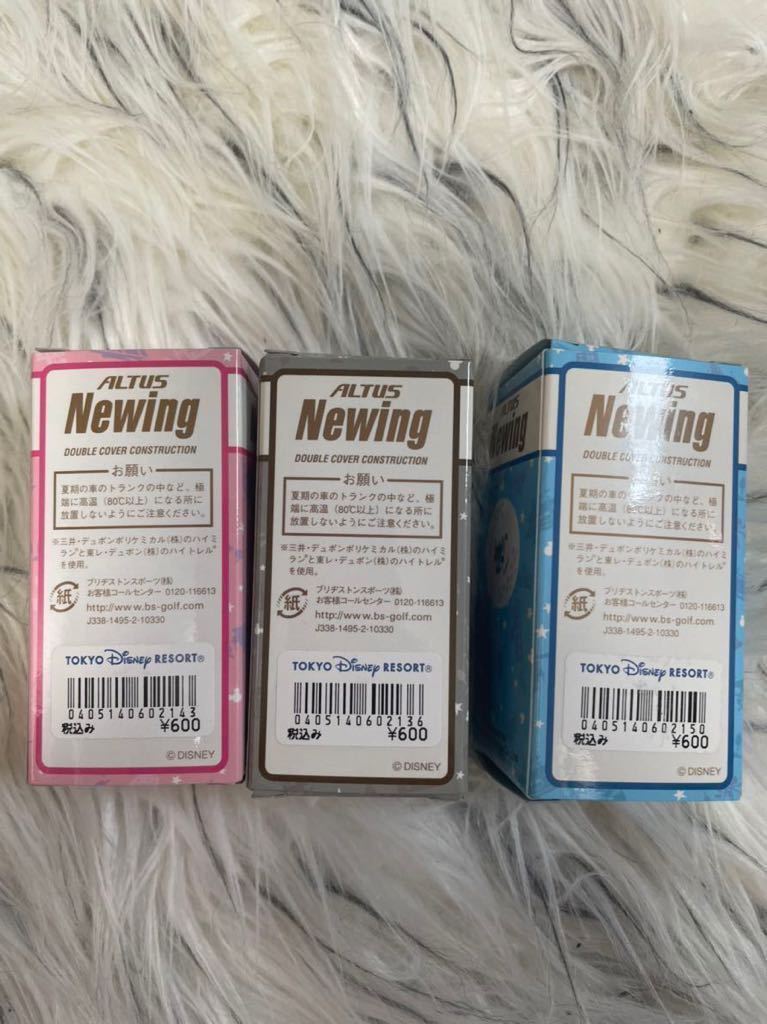 ALTUS
Newing
DOUBLE COVER CONSTRUCTION
お願い
夏期の車のトランクの中など、極
端に高温（80℃以上）になる所に
放置しないようにご注意ください。
※三井・デュポンポリケミカル(株)のハイミ
ラン®と東レ・デュポン(株)のハイトレル®
を使用。
紙
ブリヂストンスポーツ(株)
お客様コールセンター 0120-116613
http://www.bs-golf.com
J338-1495-2-10330
TOKYO Disney RESORT®
0405140602143
税込み ¥600
©DISNEY
ALTUS
Newing
DOUBLE COVER CONSTRUCTION
お願い
夏期の車のトランクの中など、極
端に高温（80℃以上）になる所に
放置しないようにご注意ください。
※三井・デュポンポリケミカル(株)のハイミ
ラン®と東レ・デュポン(株)のハイトレル®
を使用。
紙
ブリヂストンスポーツ(株)
お客様コールセンター 0120-116613
http://www.bs-golf.com
J338-1495-2-10330
TOKYO Disney RESORT®
0405140602136
税込み ¥600
©DISNEY
ALTUS
Newing
ALTUS
Newing
DOUBLE COVER CONSTRUCTION
お願い
夏期の車のトランクの中など、極
端に高温（80℃以上）になる所に
放置しないようにご注意ください。
※三井・デュポンポリケミカル(株)のハイミ
ラン®と東レ・デュポン(株)のハイトレル®
を使用。
紙
ブリヂストンスポーツ(株)
お客様コールセンター 0120-116613
http://www.bs-golf.com
J338-1495-2-10330
TOKYO Disney RESORT®
0405140602150
税込み ¥600
©DISNEY